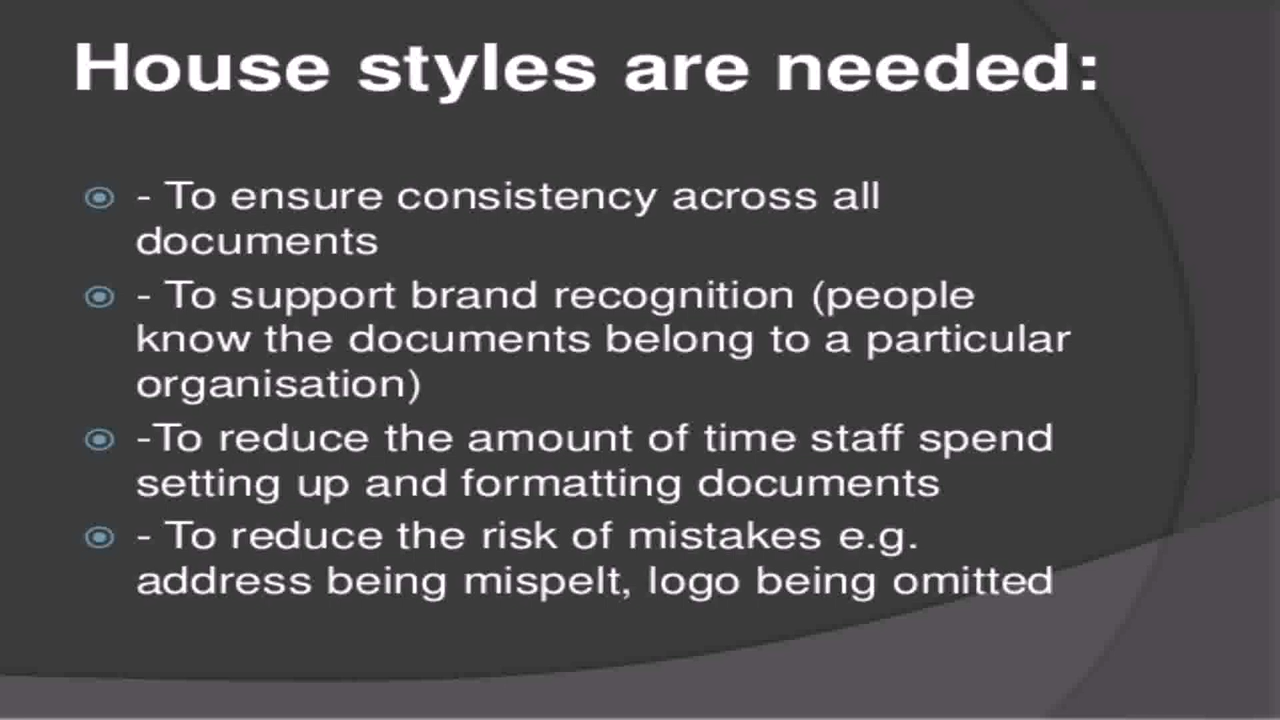 House styles are needed:
- To ensure consistency across all
documents
- To support brand recognition (people
know the documents belong to a particular
organisation)
-To reduce the amount of time staff spend
setting up and formatting documents
- To reduce the risk of mistakes e.g.
address being mispelt, logo being omitted